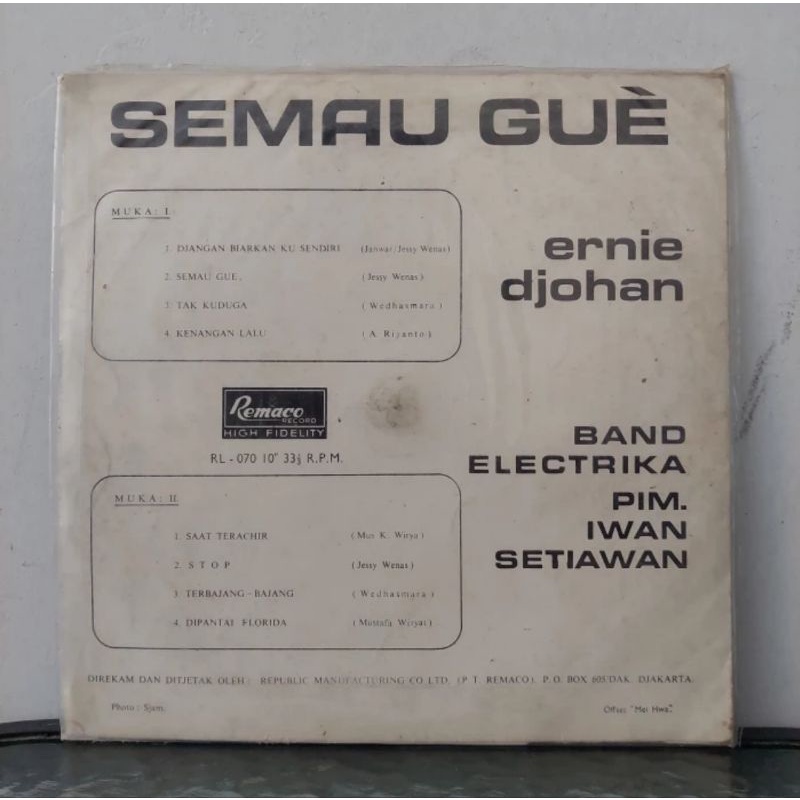 SEMAU GUÈ
MUKA: I.
1. DJANGAN BIARKAN KU SENDIRI (Janwar/Jessy Wenas)
2. SEMAU GUE. (Jessy Wenas)
3. TAK KUDUGA (Wedhasmara)
4. KENANGAN LALU (A. Riyanto)
ernie
djohan
Remaco
RECORD
HIGH FIDELITY
RL - 070 10" 33⅓ R.P.M.
BAND
ELECTRIKA
PIM.
IWAN
SETIAWAN
MUKA: II.
1. SAAT TERACHIR (Mus K. Wirya)
2. S T O P (Jessy Wenas)
3. TERBAJANG - BAJANG (Wedhasmara)
4. DIPANTAI FLORIDA (Mustafa Wiryat)
DIREKAM DAN DITJETAK OLEH : REPUBLIC MANUFACTURING CO LTD. (P T. REMACO). P.O. BOX 605/DAK. DJAKARTA.
Photo : Sjam.
Offset "Mei Hwa".